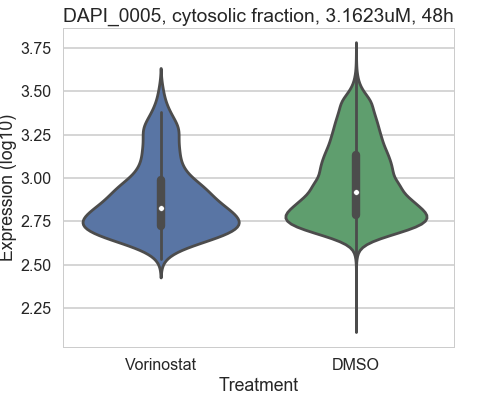 DAPI_0005, cytosolic fraction, 3.1623uM, 48h
Expression (log10)
3.75
3.50
3.25
3.00
2.75
2.50
2.25
Vorinostat DMSO
Treatment